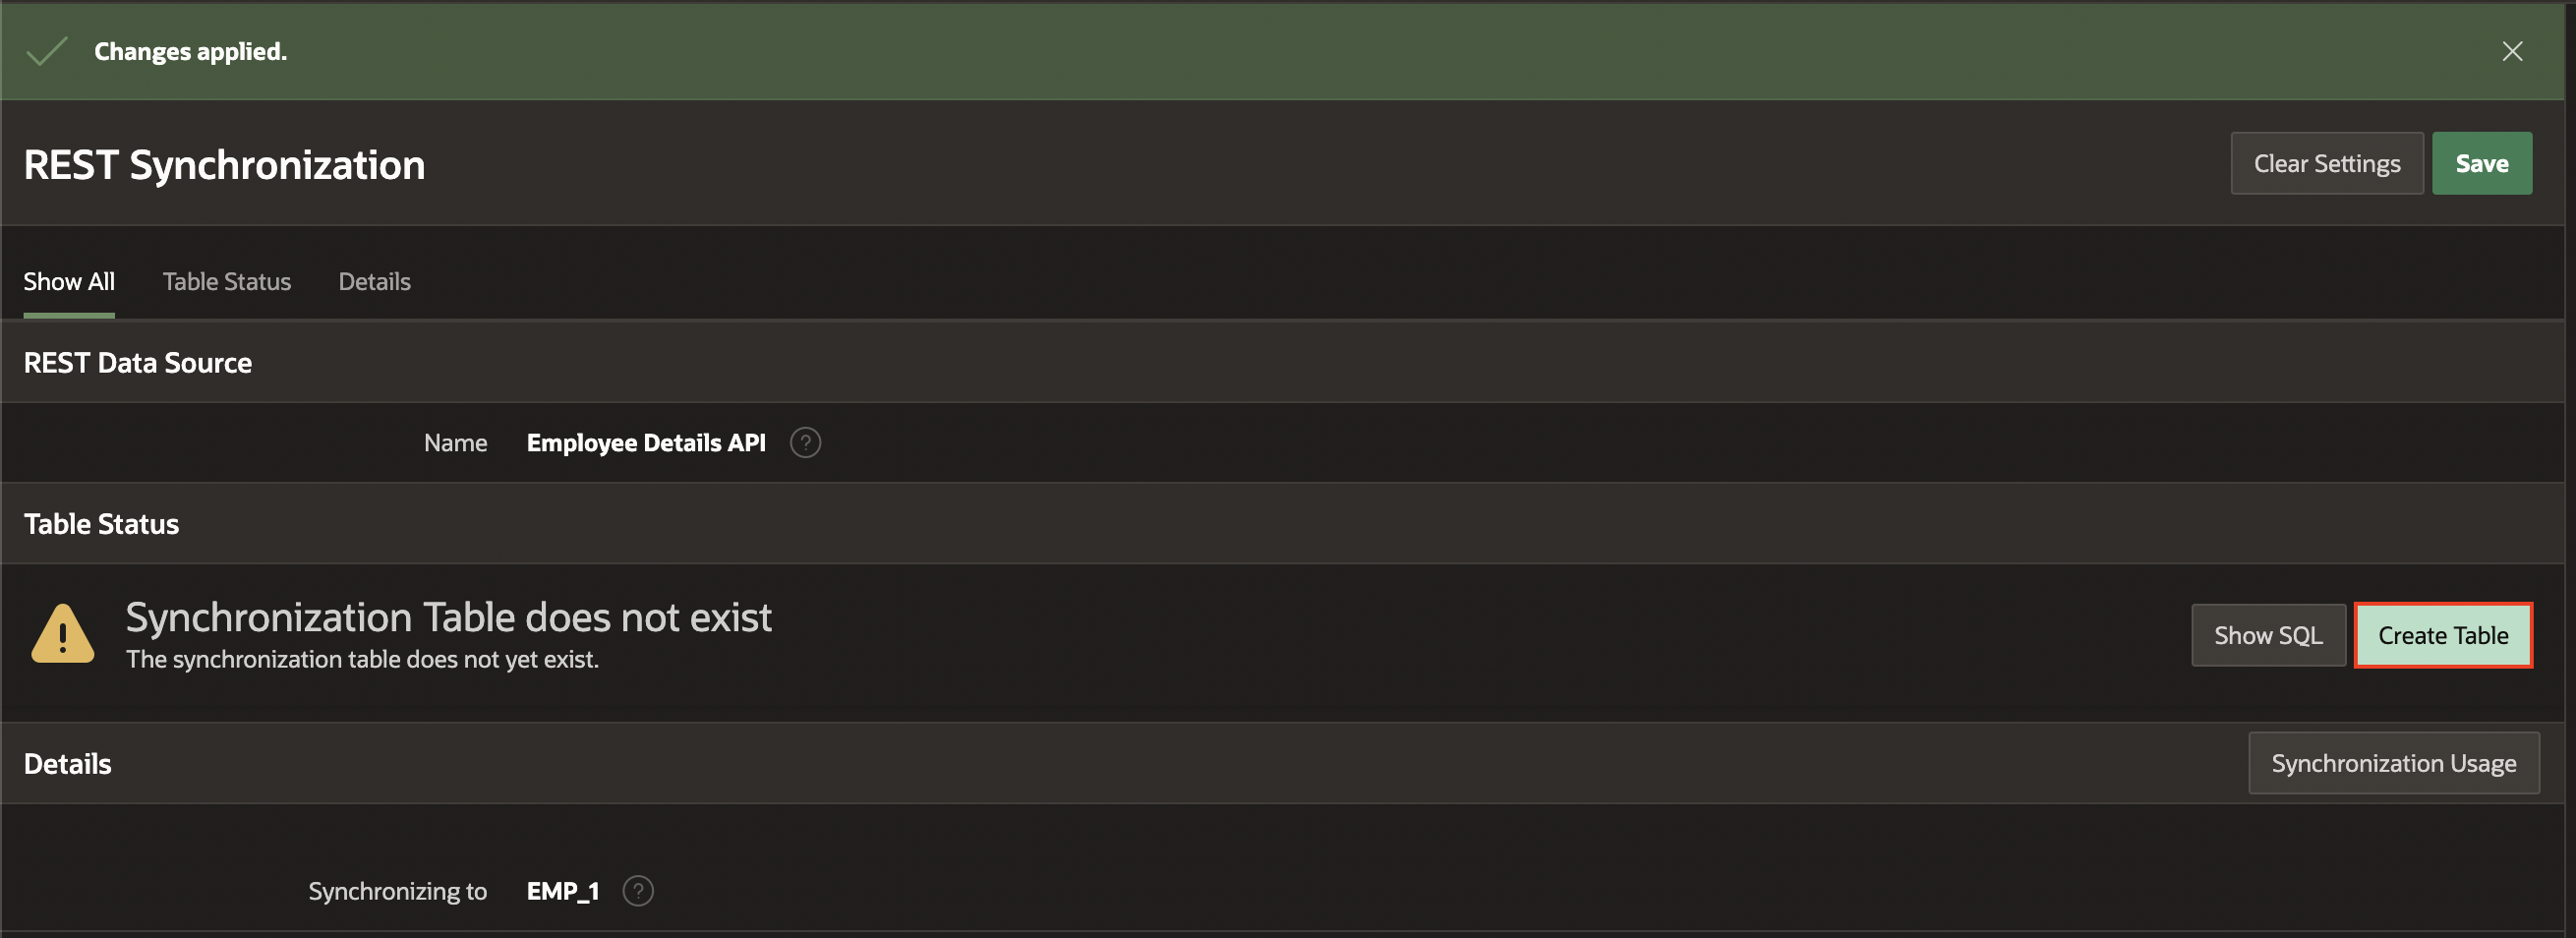 Changes applied.
REST Synchronization
Clear Settings
Save
Show All
Table Status
Details
REST Data Source
Name
Employee Details API
?
Table Status
Synchronization Table does not exist
The synchronization table does not yet exist.
Show SQL
Create Table
Details
Synchronization Usage
Synchronizing to
EMP_1
?